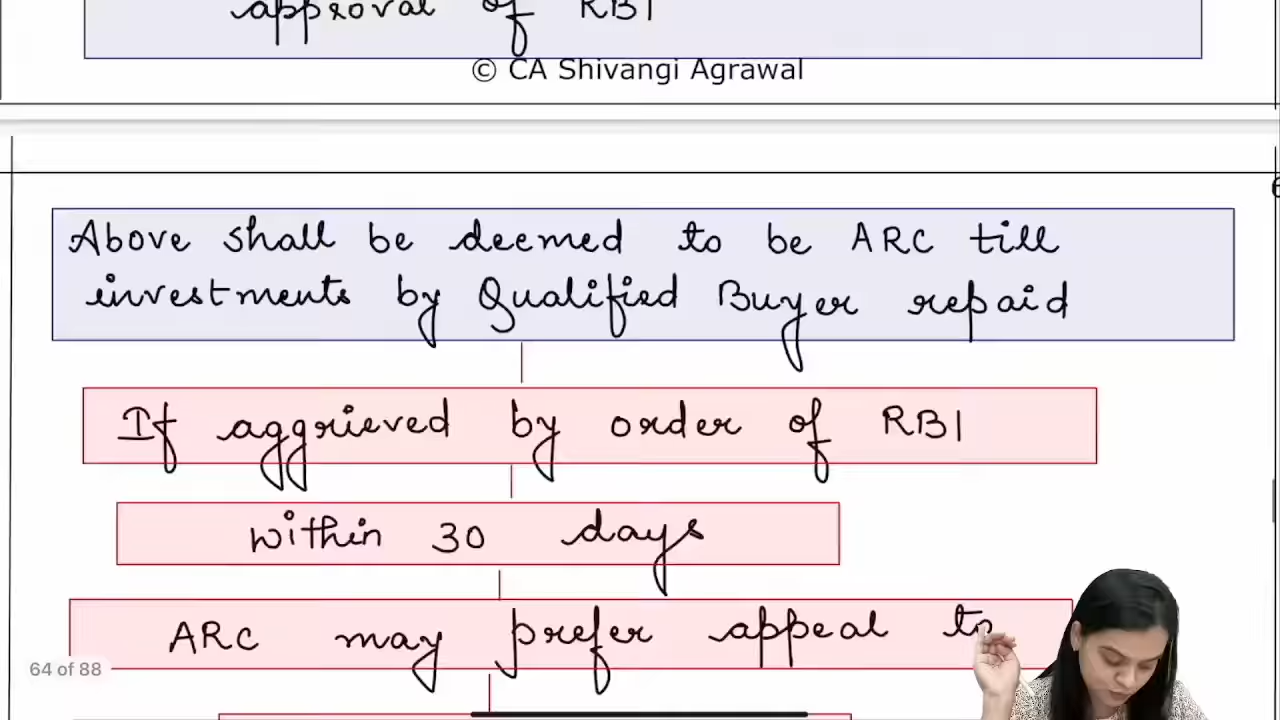 approval of RBI
© CA Shivangi Agrawal
Above shall be deemed to be ARC till
investments by Qualified Buyer repaid
If aggrieved by order of RBI
within 30 days
ARC may prefer appeal to
64 of 88